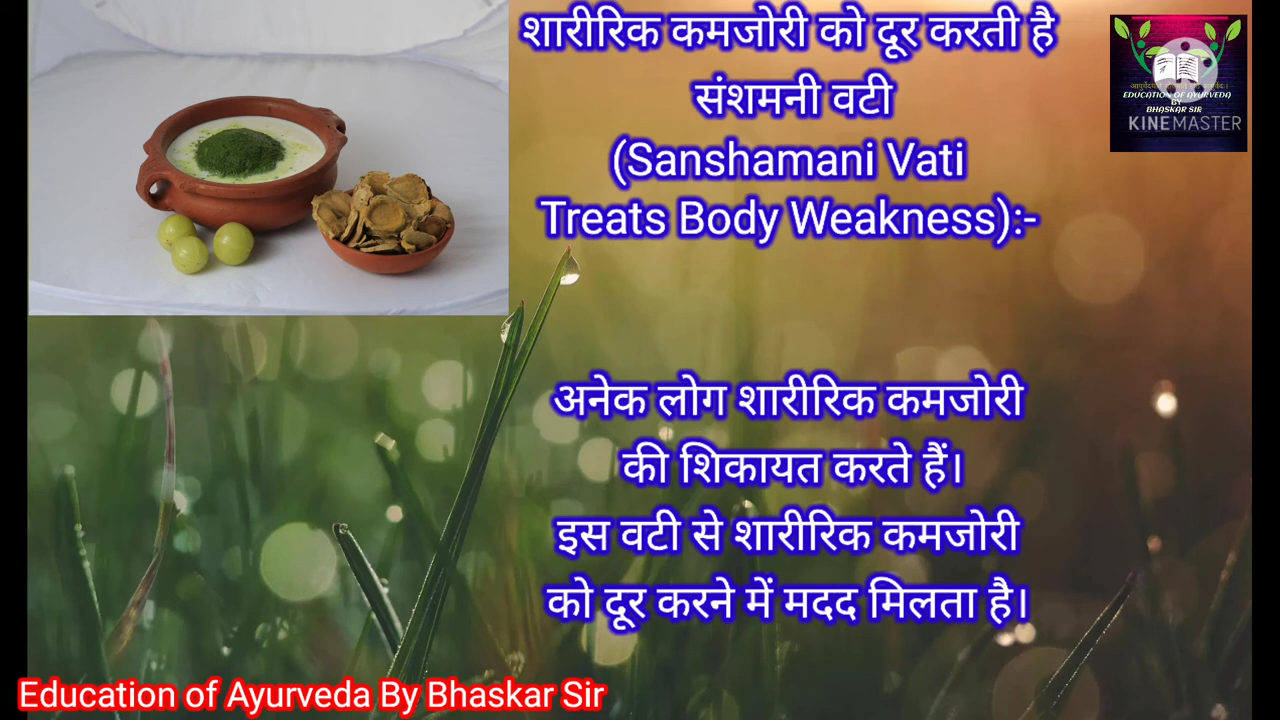 शारीरिक कमजोरी को दूर करती है
संशमनी वटी
(Sanshamani Vati
Treats Body Weakness):-
EDUCATION OF AYURVEDA
BY
BHASKAR SIR
KINEMASTER
अनेक लोग शारीरिक कमजोरी
की शिकायत करते हैं।
इस वटी से शारीरिक कमजोरी
को दूर करने में मदद मिलता है।
Education of Ayurveda By Bhaskar Sir